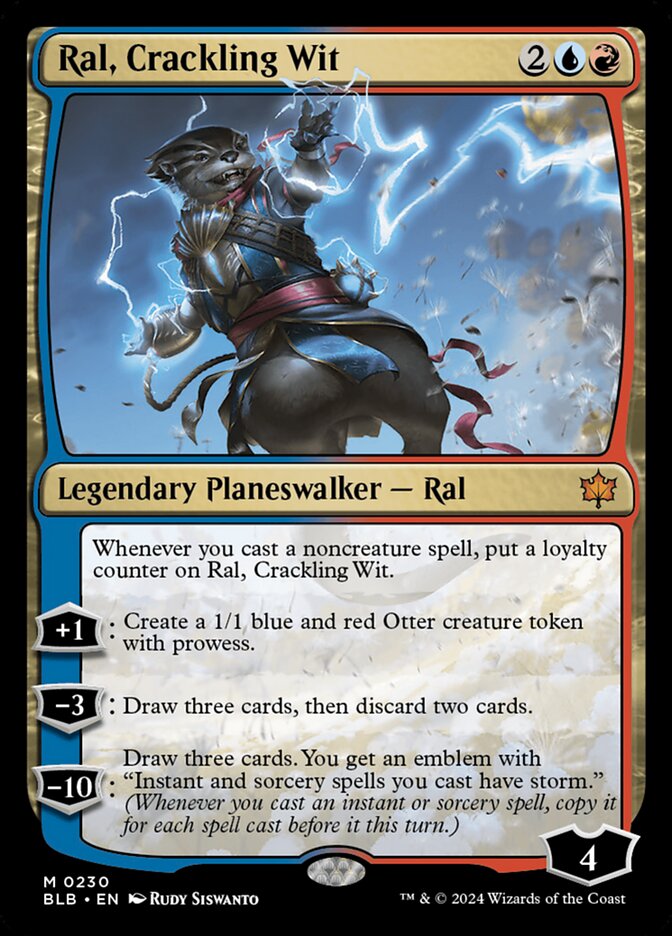 Ral, Crackling Wit 2
Legendary Planeswalker — Ral
Whenever you cast a noncreature spell, put a loyalty
counter on Ral, Crackling Wit.
+1 : Create a 1/1 blue and red Otter creature token
with prowess.
−3 : Draw three cards, then discard two cards.
Draw three cards. You get an emblem with
−10 : “Instant and sorcery spells you cast have storm.”
(Whenever you cast an instant or sorcery spell, copy it
for each spell cast before it this turn.)
4
M 0230
BLB • EN Rudy Siswanto
™ & © 2024 Wizards of the Coast